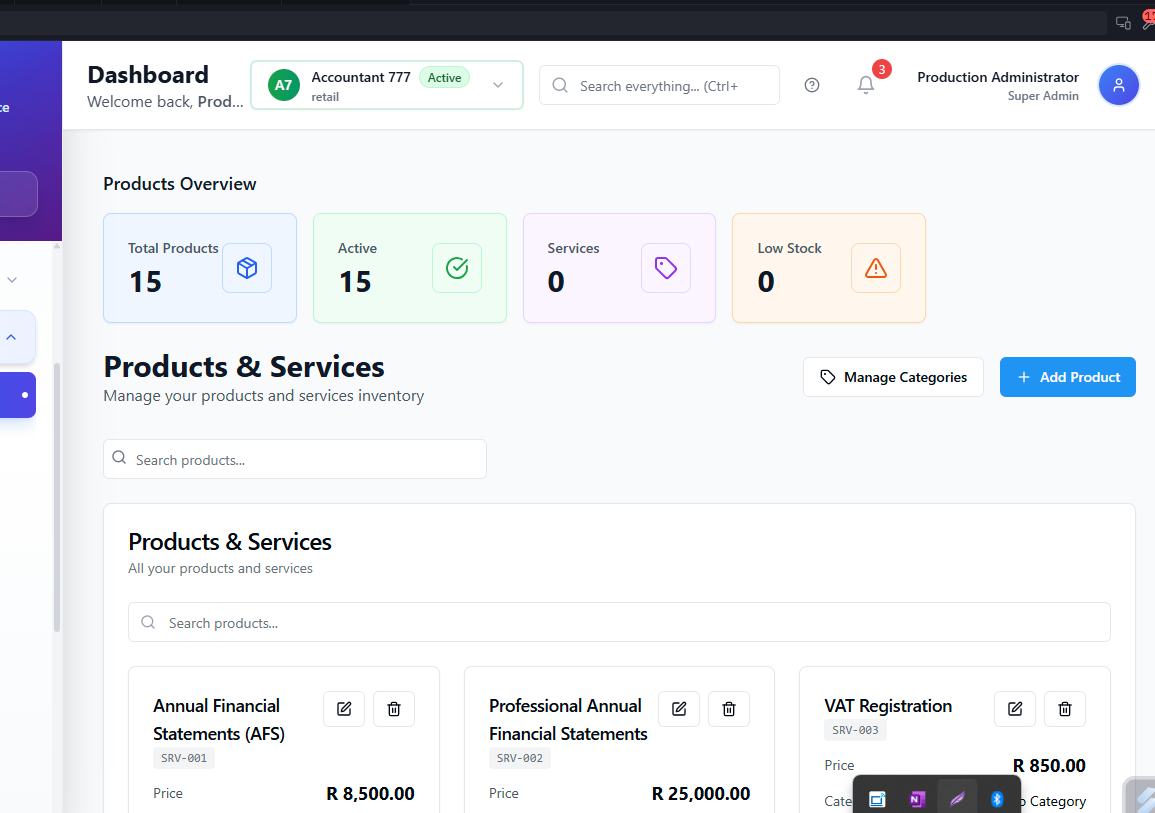 ce
Dashboard
Welcome back, Prod...
A7
Accountant 777
Active
retail
Search everything... (Ctrl+
3
Production Administrator
Super Admin
Products Overview
Total Products
15
Active
15
Services
0
Low Stock
0
Products & Services
Manage your products and services inventory
Manage Categories
Add Product
Search products...
Products & Services
All your products and services
Search products...
Annual Financial
Statements (AFS)
SRV-001
Price
R 8,500.00
Professional Annual
Financial Statements
SRV-002
Price
R 25,000.00
VAT Registration
SRV-003
Price
R 850.00
Cate
Category